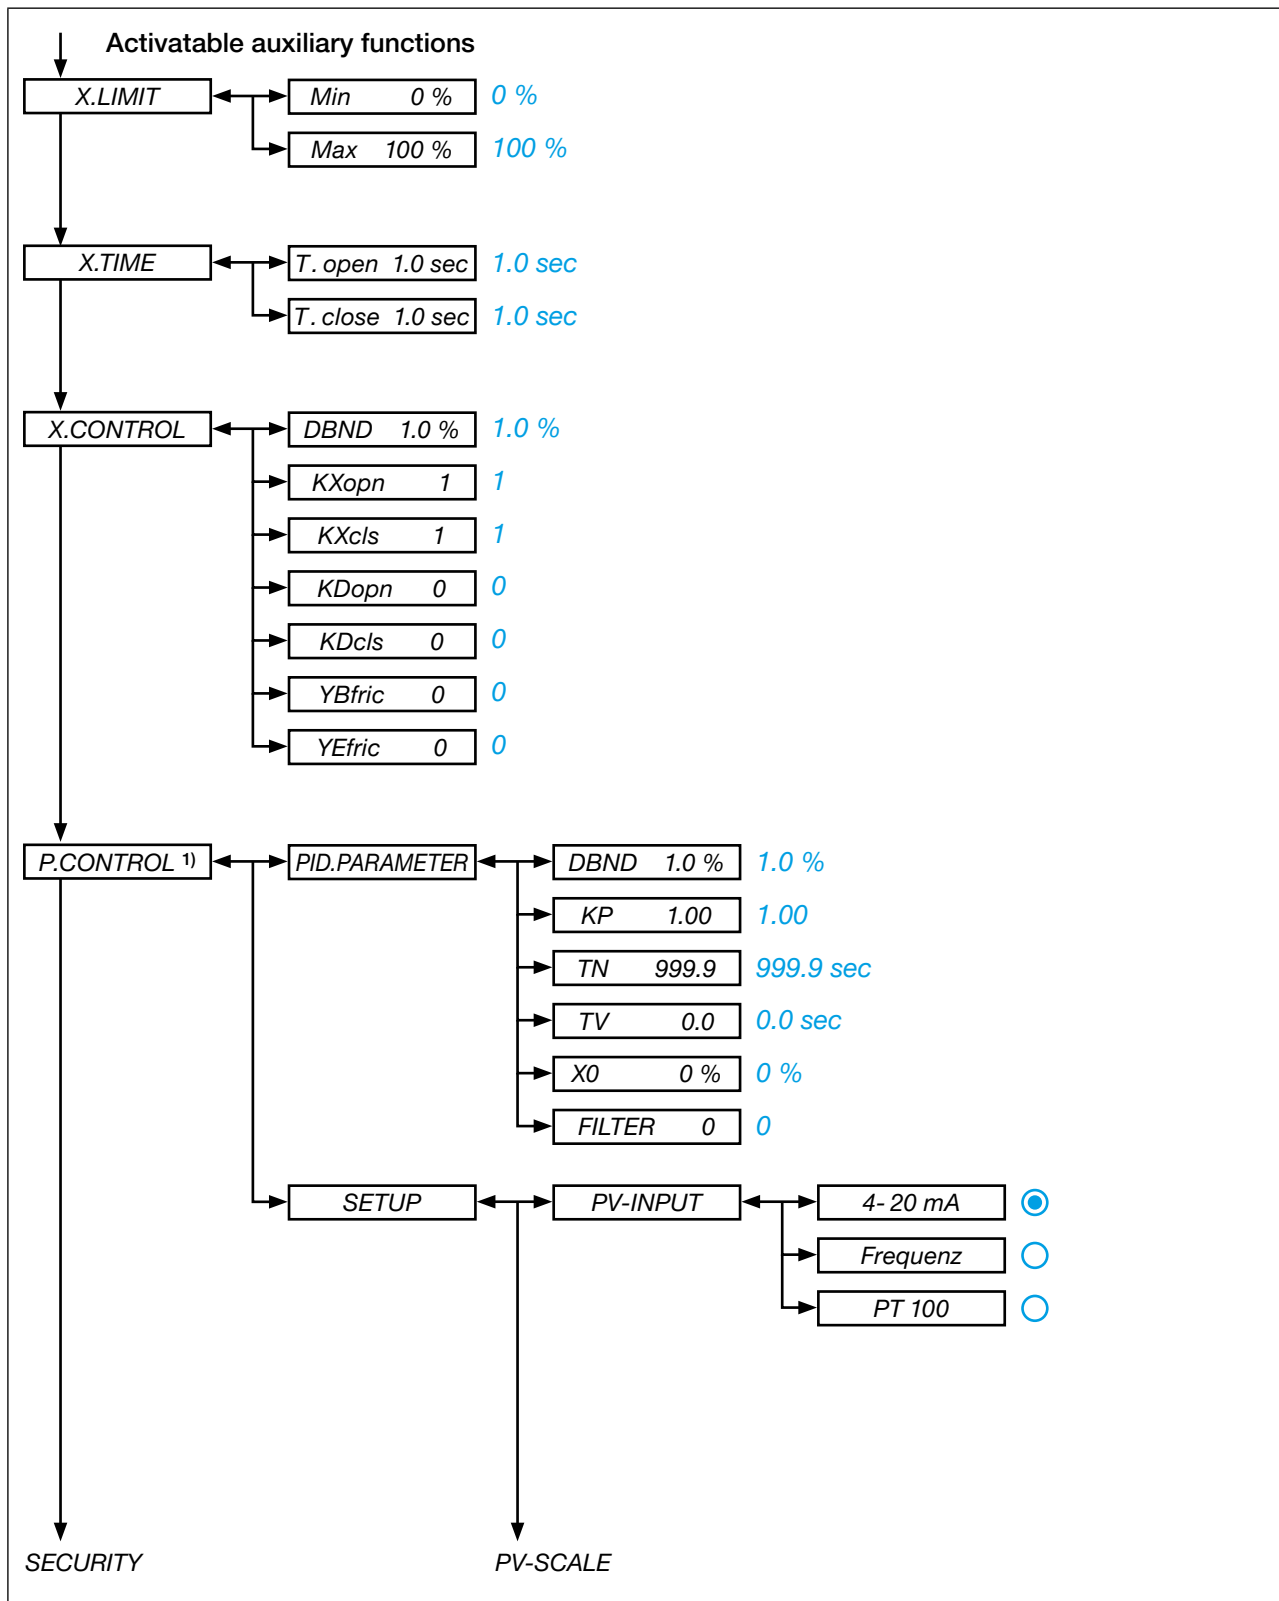 Activatable auxiliary functions
X.LIMIT Min 0 % 0 %
Max 100 % 100 %
X.TIME T. open 1.0 sec 1.0 sec
T. close 1.0 sec 1.0 sec
X.CONTROL DBND 1.0 % 1.0 %
KXopn 1 1
KXcls 1 1
KDopn 0 0
KDcls 0 0
YBfric 0 0
YEfric 0 0
P.CONTROL 1) PID.PARAMETER DBND 1.0 % 1.0 %
KP 1.00 1.00
TN 999.9 999.9 sec
TV 0.0 0.0 sec
X0 0 % 0 %
FILTER 0 0
SETUP PV-INPUT 4- 20 mA
Frequenz
PT 100
SECURITY PV-SCALE